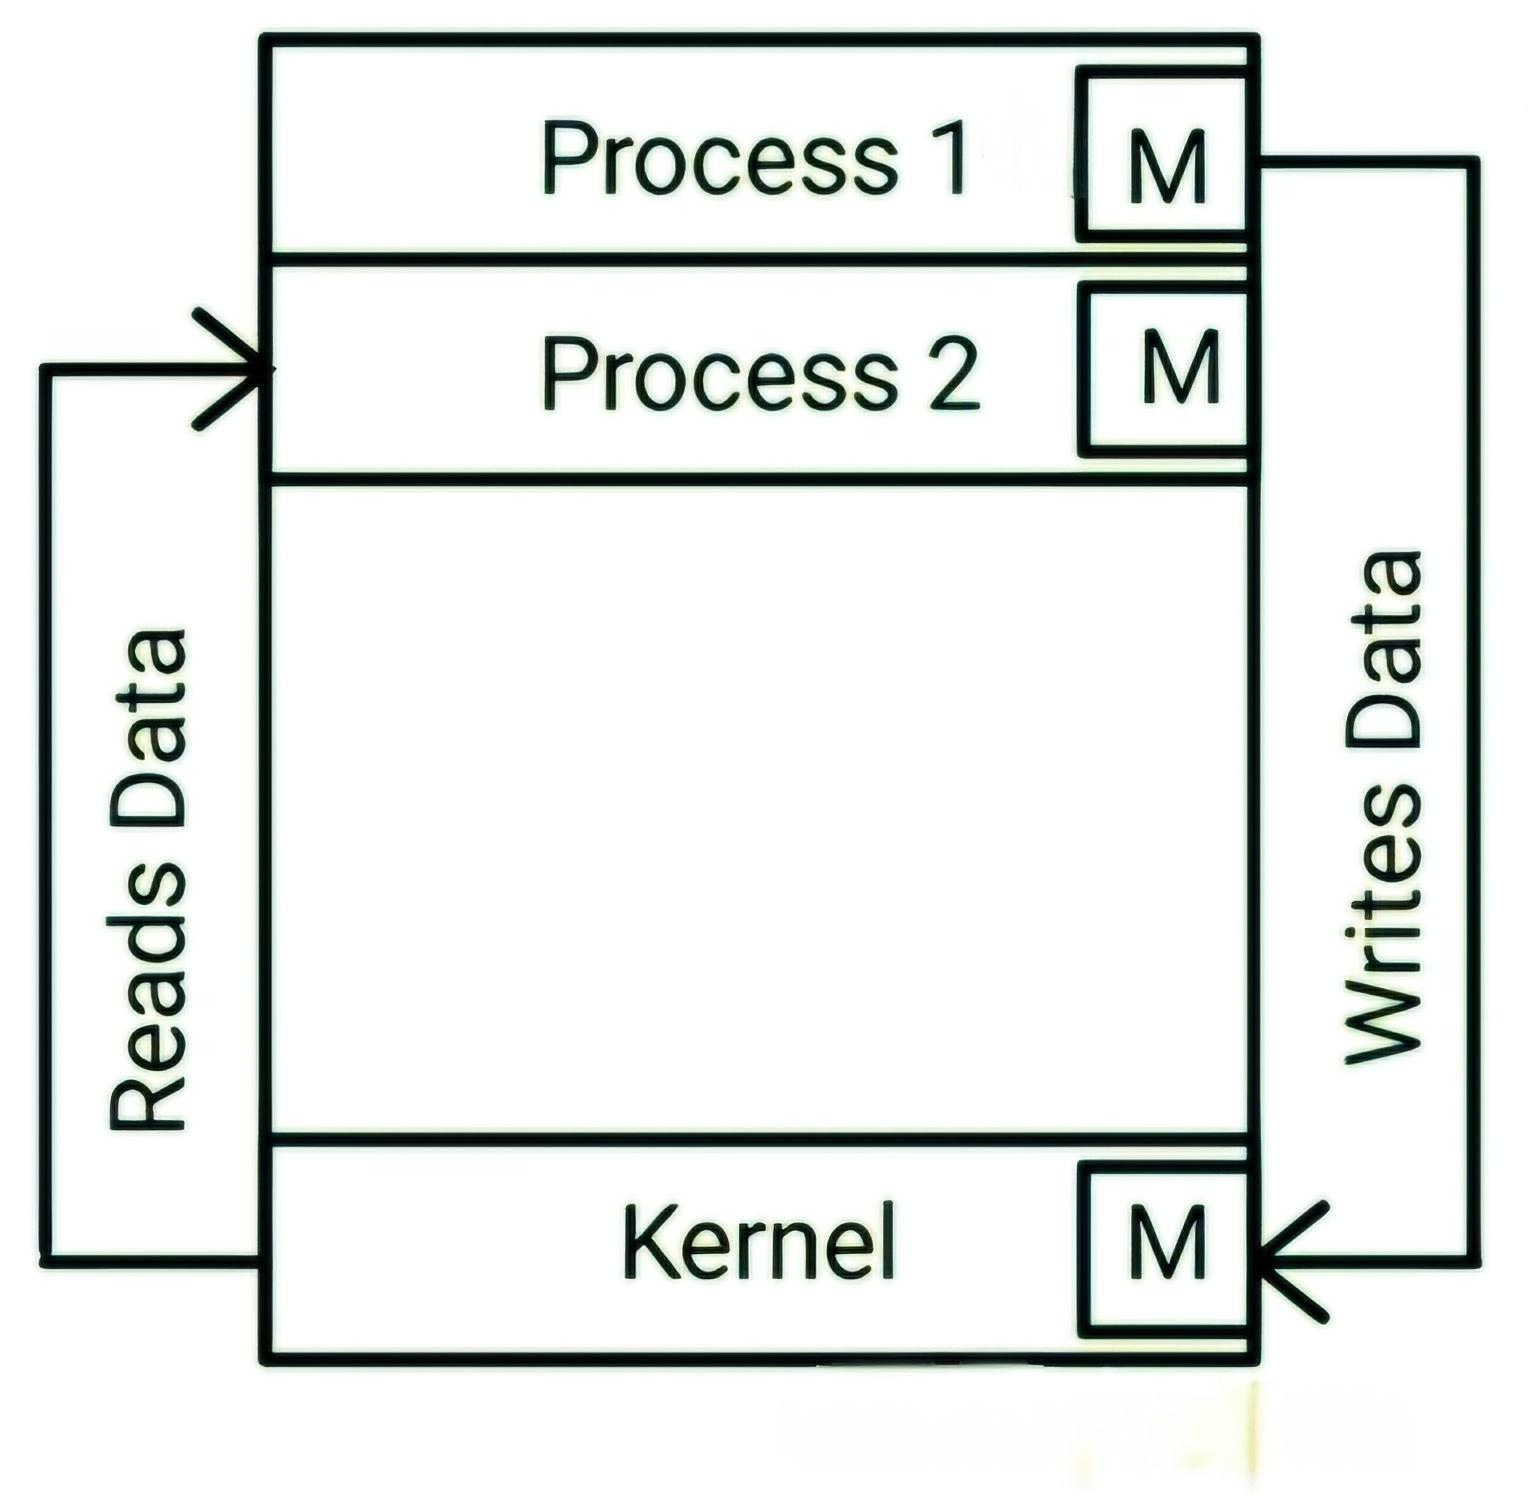 Process 1
M
Process 2
M
Reads Data
Writes Data
Kernel
M